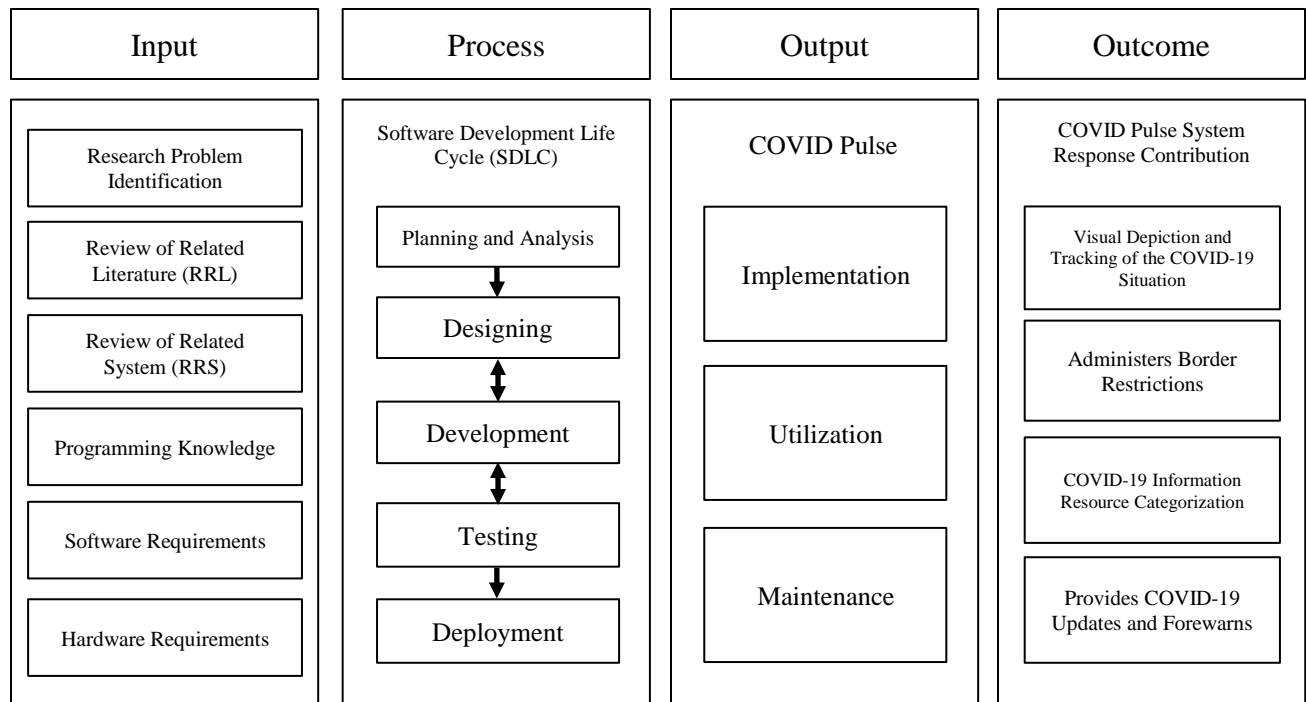 Input
Process
Output
Outcome
Research Problem
Identification
Review of Related
Literature (RRL)
Review of Related
System (RRS)
Programming Knowledge
Software Requirements
Hardware Requirements
Software Development Life
Cycle (SDLC)
Planning and Analysis
Designing
Development
Testing
Deployment
COVID Pulse
Implementation
Utilization
Maintenance
COVID Pulse System
Response Contribution
Visual Depiction and
Tracking of the COVID-19
Situation
Administers Border
Restrictions
COVID-19 Information
Resource Categorization
Provides COVID-19
Updates and Forewarns